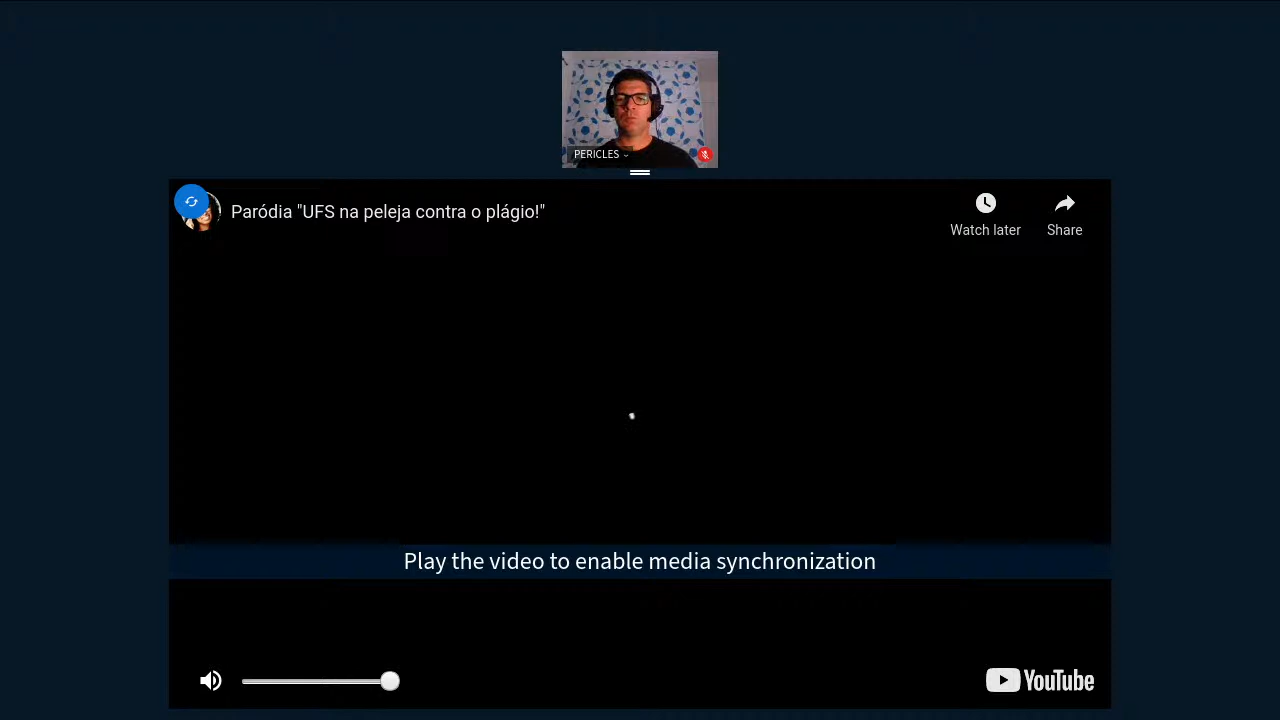 PERICLES
Paródia "UFS na peleja contra o plágio!"
Watch later
Share
Play the video to enable media synchronization
YouTube